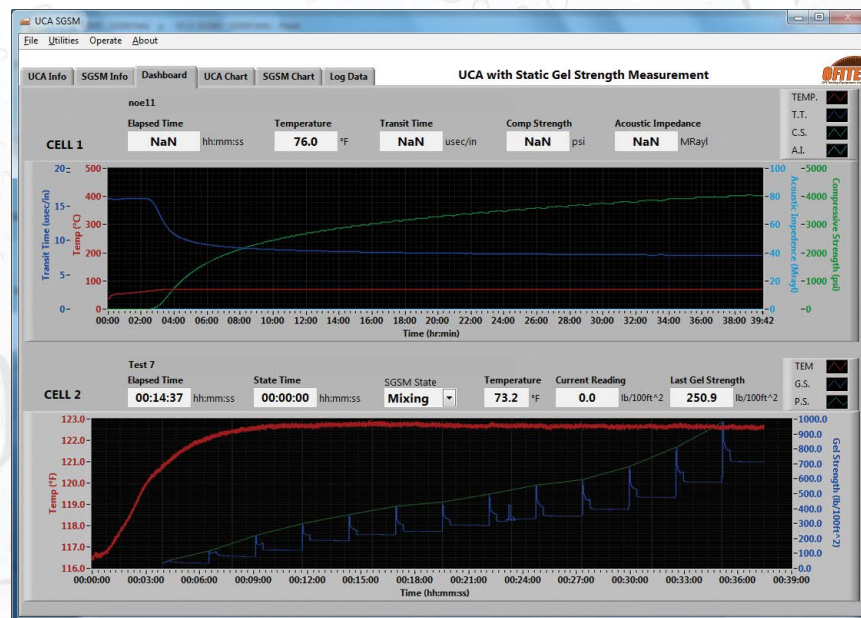 UCA SGSM
File Utilities Operate About
UCA Info SGSM Info Dashboard UCA Chart SGSM Chart Log Data
UCA with Static Gel Strength Measurement
OFITE
noe11
Elapsed Time Temperature Transit Time Comp Strength Acoustic Impedance
CELL 1
NaN hh:mm:ss 76.0 °F NaN usec/in NaN psi NaN MRayl
TEMP.
T.T.
C.S.
A.I.
Transit Time (usec/in)
20 15 10 5 0
Temp (°C)
500 400 300 200 100 0
100 80 60 40 20 0
Acoustic Impedence (Mrayl)
5000 4000 3000 2000 1000 0
Compressive Strength (psi)
00:00 02:00 04:00 06:00 08:00 10:00 12:00 14:00 16:00 18:00 20:00 22:00 24:00 26:00 28:00 30:00 32:00 34:00 36:00 38:00 39:42
Time (hr:min)
Test 7
Elapsed Time State Time SGSM State Temperature Current Reading Last Gel Strength
CELL 2
00:14:37 hh:mm:ss 00:00:00 hh:mm:ss Mixing 73.2 °F 0.0 lb/100ft^2 250.9 lb/100ft^2
TEM
G.S.
P.S.
Temp (°F)
123.0 122.0 121.0 120.0 119.0 118.0 117.0 116.0
1000.0 900.0 800.0 700.0 600.0 500.0 400.0 300.0 200.0 100.0 0.0
Gel Strength (lb/100ft^2)
00:00:00 00:03:00 00:06:00 00:09:00 00:12:00 00:15:00 00:18:00 00:21:00 00:24:00 00:27:00 00:30:00 00:33:00 00:36:00 00:39:00
Time (hh:mm:ss)